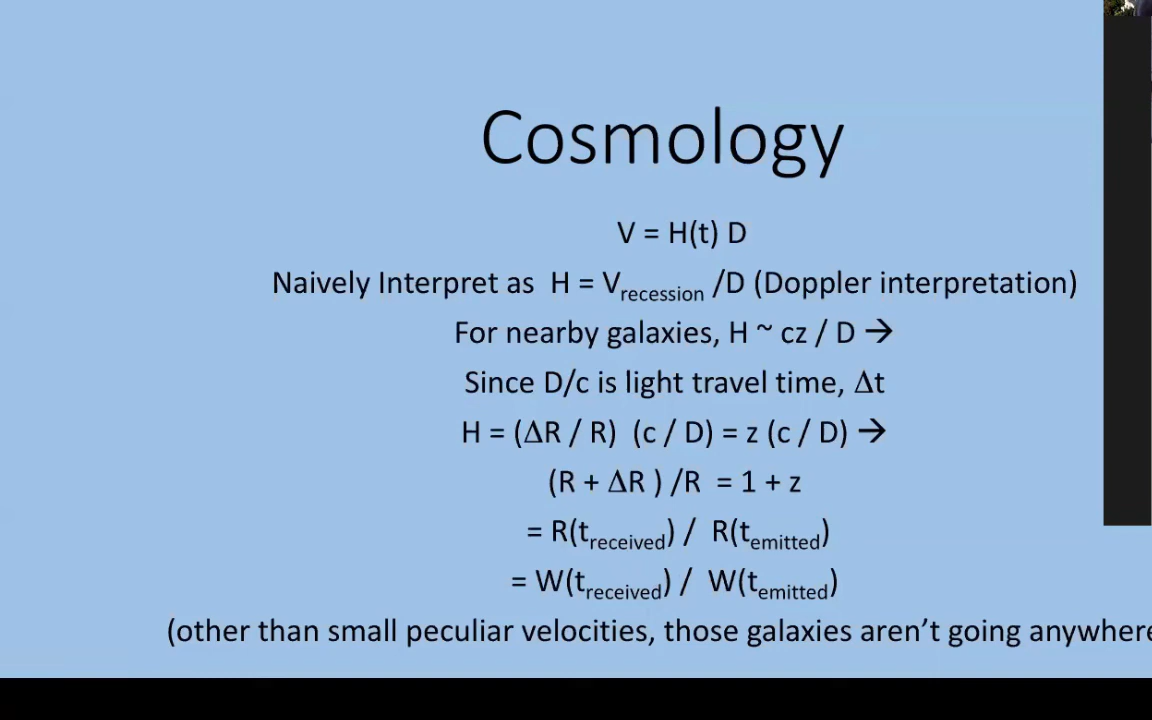 Cosmology
V = H(t) D
Naively Interpret as H = Vrecession /D (Doppler interpretation)
For nearby galaxies, H ~ cz / D →
Since D/c is light travel time, Δt
H = (ΔR / R) (c / D) = z (c / D) →
(R + ΔR ) /R = 1 + z
= R(treceived) / R(temitted)
= W(treceived) / W(temitted)
(other than small peculiar velocities, those galaxies aren’t going anywhere